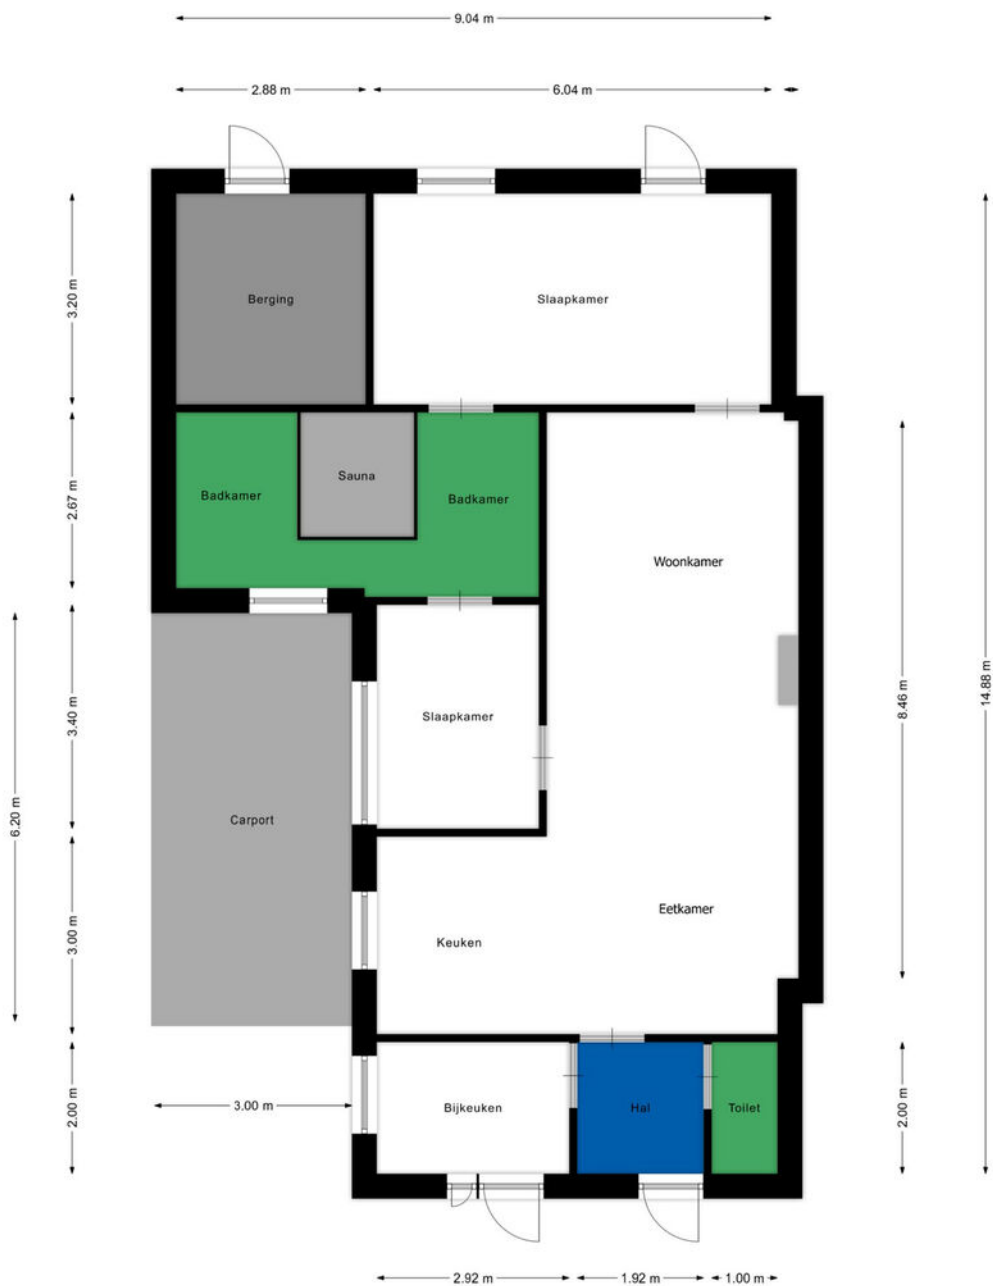 9.04 m
2.88 m
6.04 m
3.20 m
Berging
Slaapkamer
2.67 m
Badkamer
Sauna
Badkamer
Woonkamer
14.88 m
8.46 m
3.40 m
Slaapkamer
6.20 m
Carport
Eetkamer
3.00 m
Keuken
2.00 m
3.00 m
Bijkeuken
Hal
Toilet
2.00 m
2.92 m
1.92 m
1.00 m